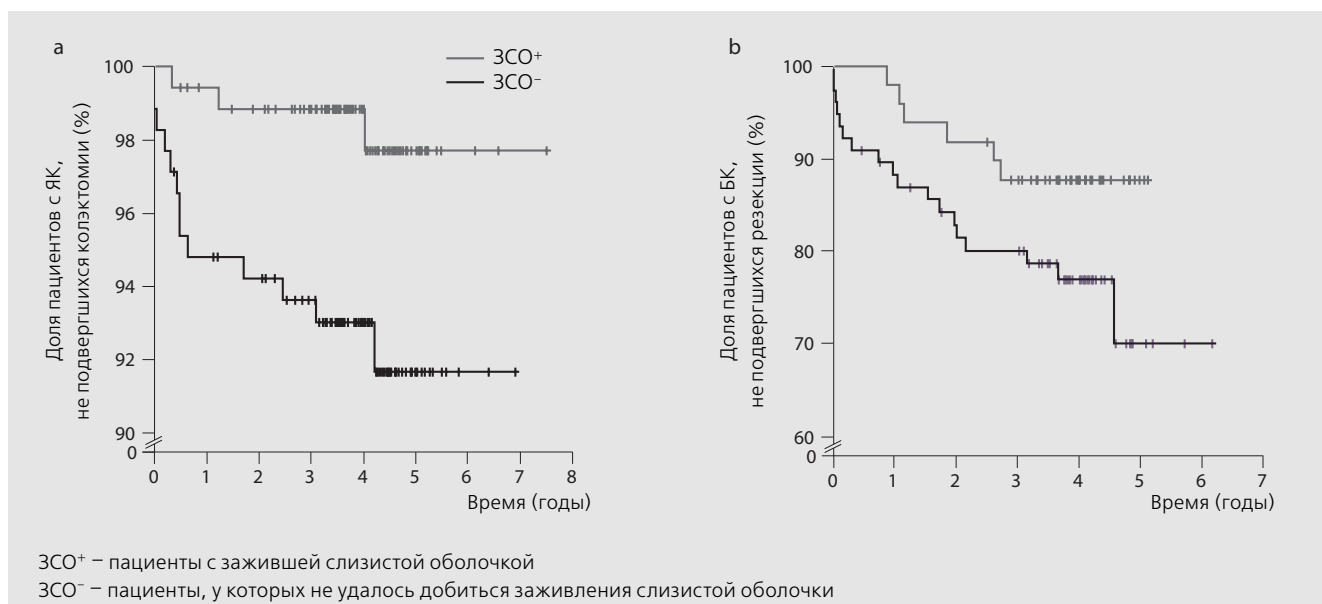 a
ЗСО⁺
ЗСО⁻
Доля пациентов с ЯК,
не подвергшихся колэктомии (%)
100
98
96
94
92
90
0
0 1 2 3 4 5 6 7 8
Время (годы)
b
Доля пациентов с БК,
не подвергшихся резекции (%)
100
90
80
70
60
0
0 1 2 3 4 5 6 7
Время (годы)
ЗСО⁺ – пациенты с зажившей слизистой оболочкой
ЗСО⁻ – пациенты, у которых не удалось добиться заживления слизистой оболочки